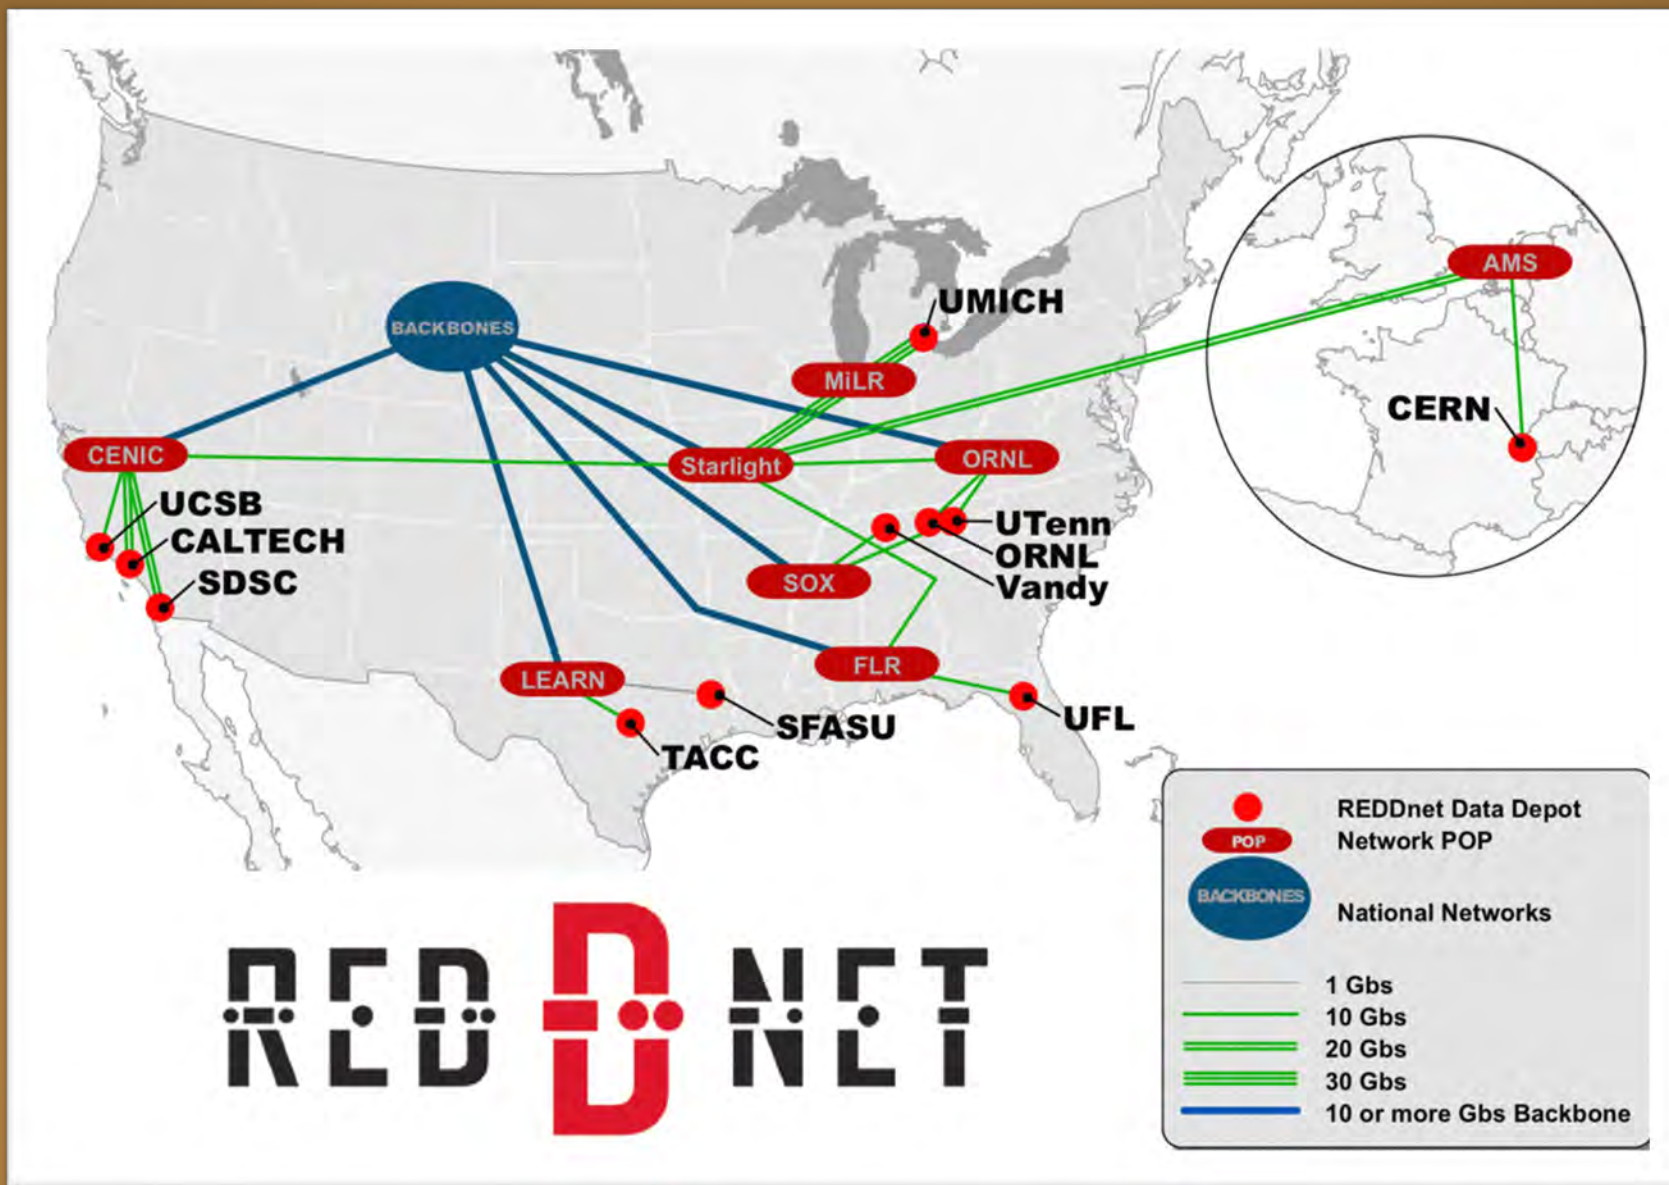 UMICH
AMS
BACKBONES
MiLR
CERN
CENIC
Starlight
ORNL
UCSB
CALTECH
SDSC
UTenn
ORNL
Vandy
SOX
FLR
LEARN
SFASU
TACC
UFL
REDDnet Data Depot
POP
Network POP
BACKBONES
National Networks
1 Gbs
10 Gbs
20 Gbs
30 Gbs
10 or more Gbs Backbone
REDDNET